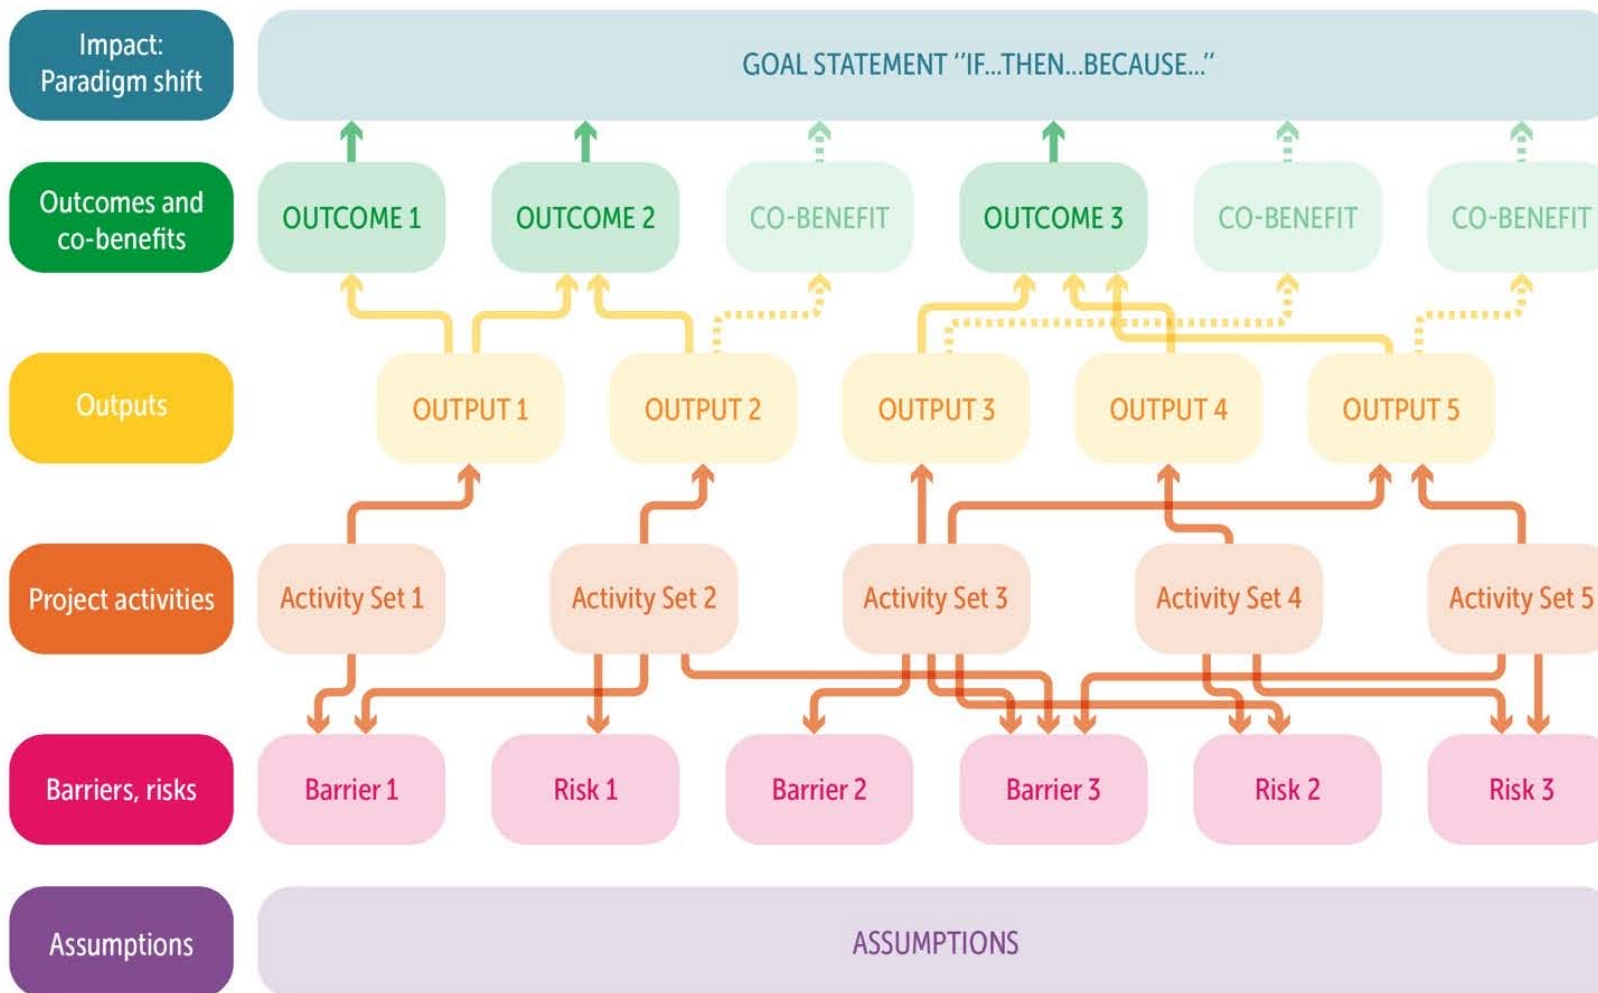 Impact:
Paradigm shift
GOAL STATEMENT "IF...THEN...BECAUSE..."
Outcomes and
co-benefits
OUTCOME 1
OUTCOME 2
CO-BENEFIT
OUTCOME 3
CO-BENEFIT
CO-BENEFIT
Outputs
OUTPUT 1
OUTPUT 2
OUTPUT 3
OUTPUT 4
OUTPUT 5
Project activities
Activity Set 1
Activity Set 2
Activity Set 3
Activity Set 4
Activity Set 5
Barriers, risks
Barrier 1
Risk 1
Barrier 2
Barrier 3
Risk 2
Risk 3
Assumptions
ASSUMPTIONS